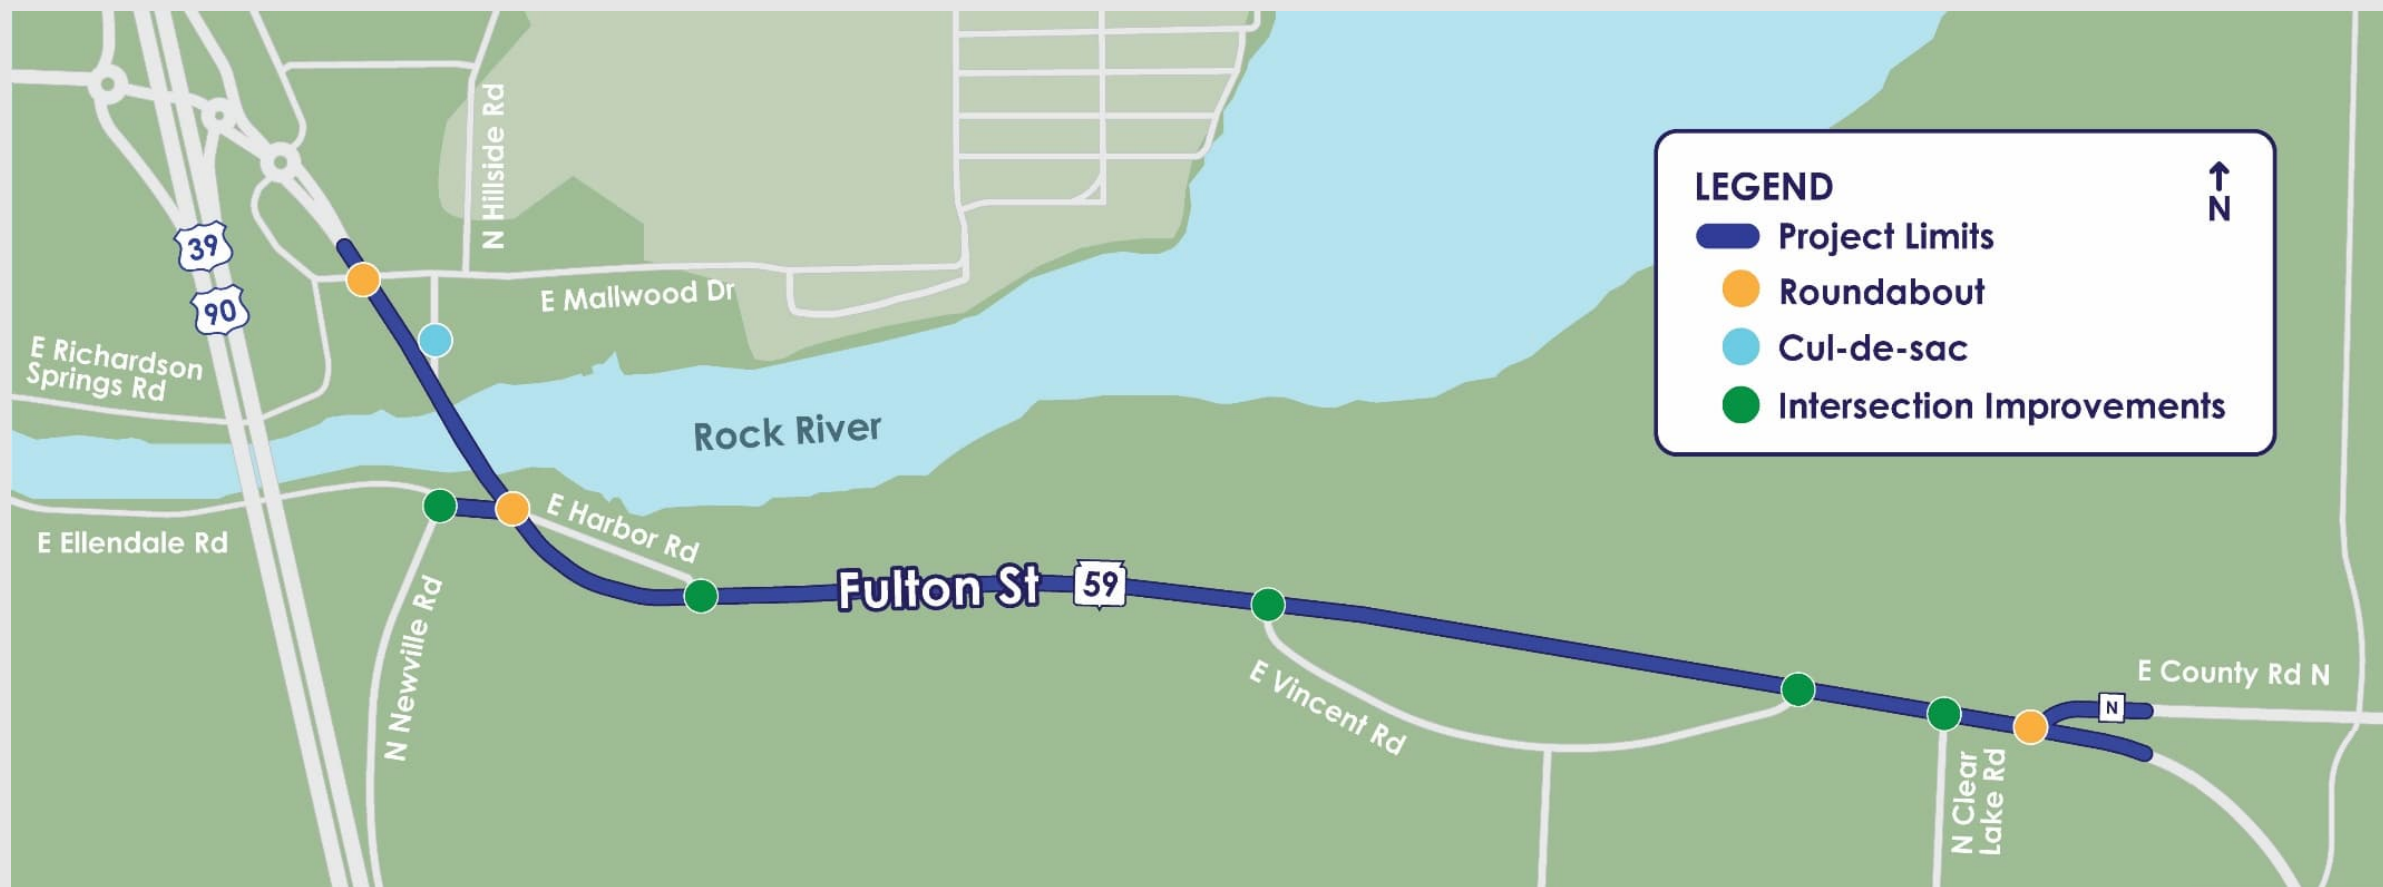 N Hillside Rd
39
90
E Mallwood Dr
E Richardson
Springs Rd
Rock River
E Ellendale Rd
E Harbor Rd
N Newville Rd
Fulton St
59
E Vincent Rd
N Clear
Lake Rd
N
E County Rd N
LEGEND
N
Project Limits
Roundabout
Cul-de-sac
Intersection Improvements